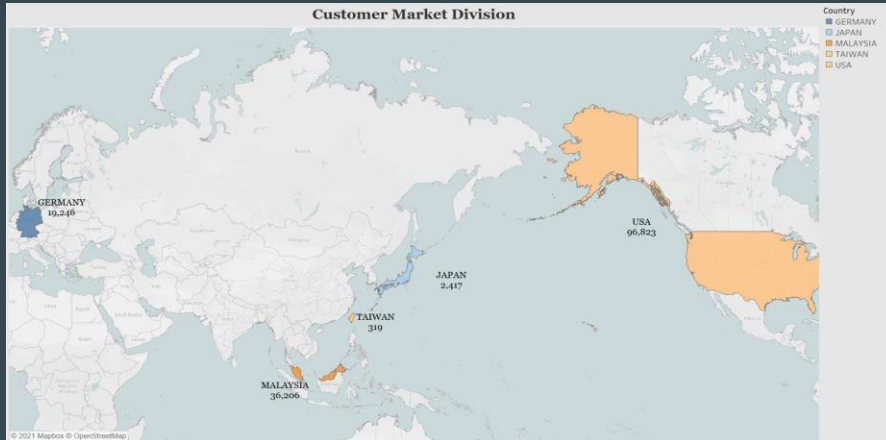 Customer Market Division
Country
GERMANY
JAPAN
MALAYSIA
TAIWAN
USA
GERMANY
19,246
USA
96,823
JAPAN
2,417
TAIWAN
319
MALAYSIA
36,206
© 2021 Mapbox © OpenStreetMap